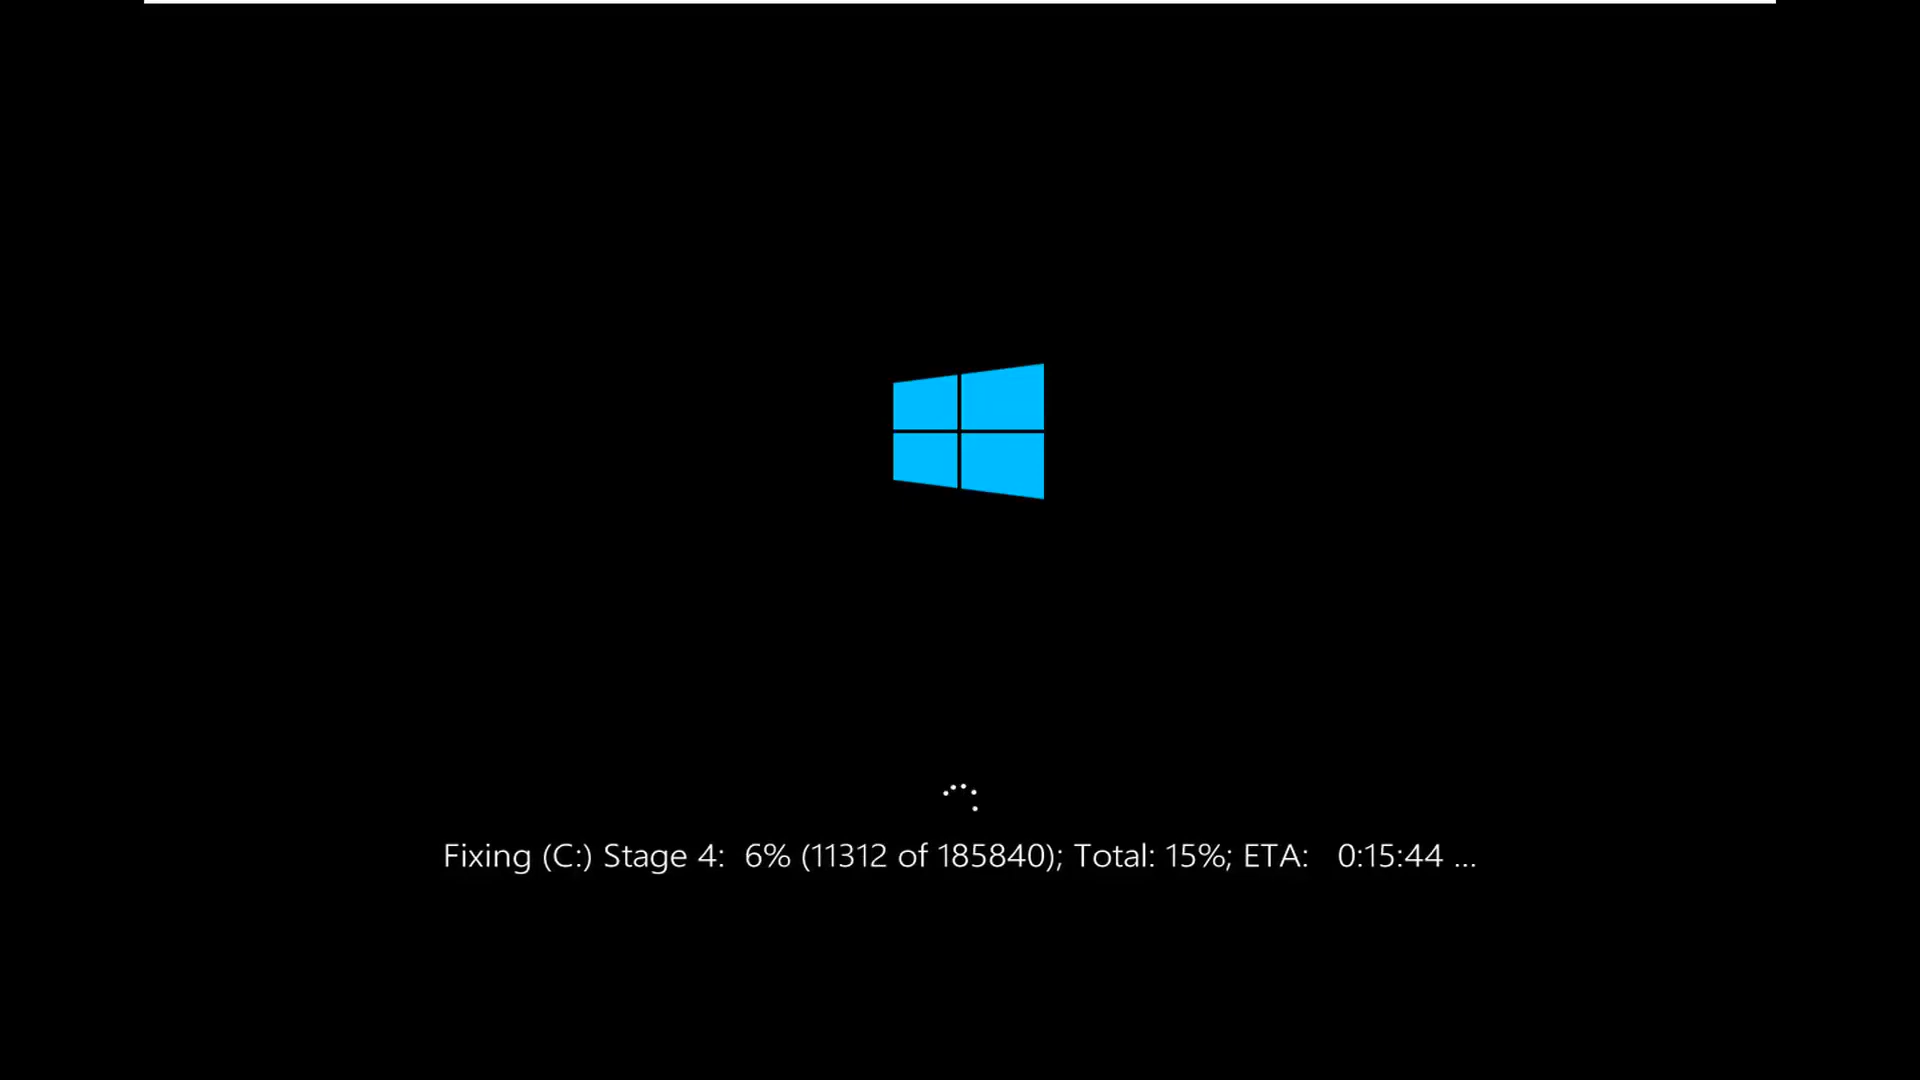 Fixing (C:) Stage 4:  6% (11312 of 185840); Total: 15%; ETA:   0:15:44 ...